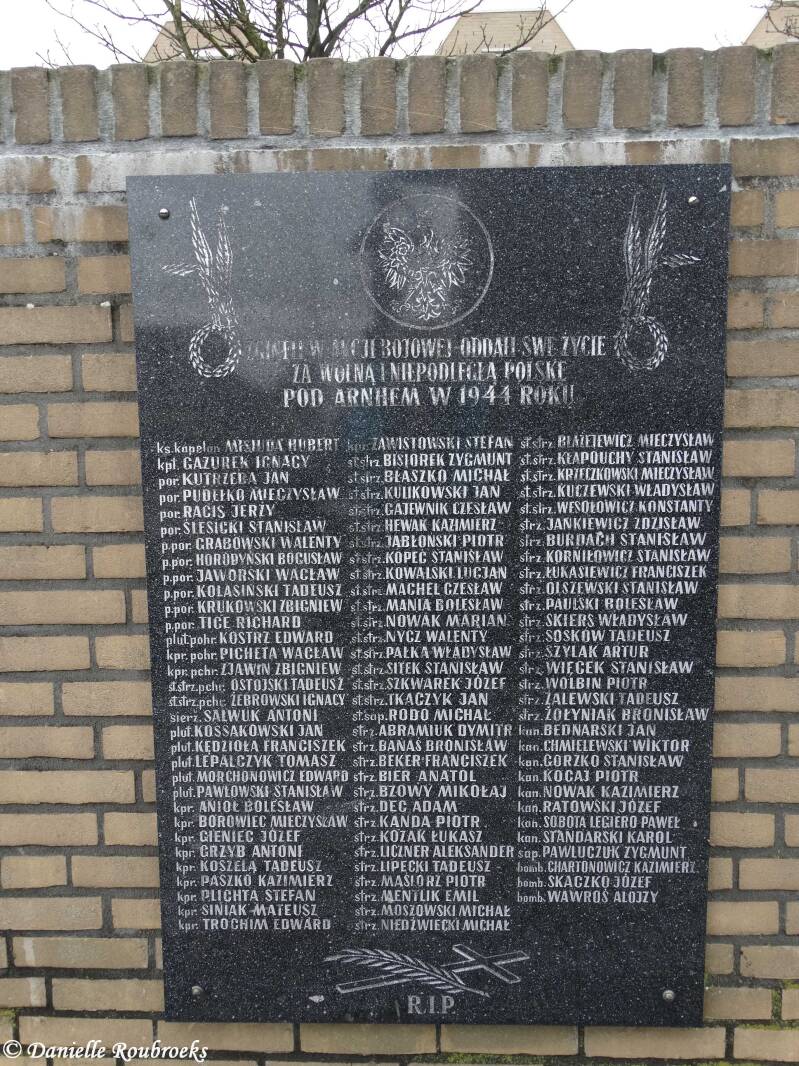 ZGINĘLI W AKCJI BOJOWEJ-ODDALI SWE ŻYCIE
ZA WOLNĄ I NIEPODLEGŁĄ POLSKĘ
POD ARNHEM W 1944 ROKU
ks.kapelan MISIUDA HUBERT
kpt. GAZUREK IGNACY
por. KUTRZEBA JAN
por. PUDEŁKO MIECZYSŁAW
por. RACIS JERZY
por. SLESICKI STANISŁAW
p.por. GRABOWSKI WALENTY
p.por. HORODYŃSKI BOGUSŁAW
p.por. JAWORSKI WACŁAW
p.por. KOLASIŃSKI TADEUSZ
p.por. KRUKOWSKI ZBIGNIEW
p.por. TICE RICHARD
plut.pchr. KOSTRZ EDWARD
kpr.pchr. PICHETA WACŁAW
kpr.pchr. ZJAWIN ZBIGNIEW
st.strz.pchr. OSTOJSKI TADEUSZ
st.strz.pchr. ŻEBROWSKI IGNACY
sierż. SALWUK ANTONI
plut. KOSSAKOWSKI JAN
plut. KĘDZIOŁA FRANCISZEK
plut. LEPALCZYK TOMASZ
plut. MORCHONOWICZ EDWARD
plut. PAWŁOWSKI STANISŁAW
kpr. ANIOŁ BOLESŁAW
kpr. BOROWIEC MIECZYSŁAW
kpr. GIENIEC JÓZEF
kpr. GRZYB ANTONI
kpr. KOSZELA TADEUSZ
kpr. PASZKO KAZIMIERZ
kpr. PLICHTA STEFAN
kpr. SINIAK MATEUSZ
kpr. TROCHIM EDWARD
kpr. ZAWISTOWSKI STEFAN
st.strz. BISIOREK ZYGMUNT
st.strz. BŁASZKO MICHAŁ
st.strz. KULIKOWSKI JAN
st.strz. GAJEWNIK CZESŁAW
st.strz. HEWAK KAZIMIERZ
st.strz. JABŁOŃSKI PIOTR
st.strz. KOPEĆ STANISŁAW
st.strz. KOWALSKI LUCJAN
st.strz. MACHEL CZESŁAW
st.strz. MANIA BOLESŁAW
st.strz. NOWAK MARIAN
st.strz. NYCZ WALENTY
st.strz. PAŁKA WŁADYSŁAW
st.strz. SITEK STANISŁAW
st.strz. SZKWAREK JÓZEF
st.strz. TKACZYK JAN
st.sap. RODO MICHAŁ
strz. ABRAMIUK DYMITR
strz. BANAŚ BRONISŁAW
strz. BEKER FRANCISZEK
strz. BIER ANATOL
strz. BZOWY MIKOŁAJ
strz. DEC ADAM
strz. KANDA PIOTR
strz. KOZAK ŁUKASZ
strz. LICZNER ALEKSANDER
strz. LIPECKI TADEUSZ
strz. MASIORZ PIOTR
strz. MENTLIK EMIL
strz. MOSZOWSKI MICHAŁ
strz. NIEDŹWIECKI MICHAŁ
st.strz. BŁAŻEJEWICZ MIECZYSŁAW
st.strz. KŁAPOUCHY STANISŁAW
st.strz. KRZECZKOWSKI MIECZYSŁAW
st.strz. KUCZEWSKI WŁADYSŁAW
st.strz. WESOŁOWICZ KONSTANTY
strz. JANKIEWICZ ZDZISŁAW
strz. BURDACH STANISŁAW
strz. KORNIŁOWICZ STANISŁAW
strz. ŁUKASIEWICZ FRANCISZEK
strz. OLSZEWSKI STANISŁAW
strz. PAULSKI BOLESŁAW
strz. SKIERS WŁADYSŁAW
strz. SOSKÓW TADEUSZ
strz. SZYLAK ARTUR
strz. WIĘCEK STANISŁAW
strz. WOLBIN PIOTR
strz. ZALEWSKI TADEUSZ
strz. ŻOŁYNIAK BRONISŁAW
kan. BEDNARSKI JAN
kan. CHMIELEWSKI WIKTOR
kan. GORZKO STANISŁAW
kan. KOCAJ PIOTR
kan. NOWAK KAZIMIERZ
kan. RATOWSKI JÓZEF
kan. SOBOTA LEGIERO PAWEŁ
kan. STANDARSKI KAROL
sap. PAWLUCZUK ZYGMUNT
bomb. CHARTONOWICZ KAZIMIERZ
bomb. SKACZKO JÓZEF
bomb. WAWROŚ ALOJZY
R.I.P
© Danielle Roubroeks